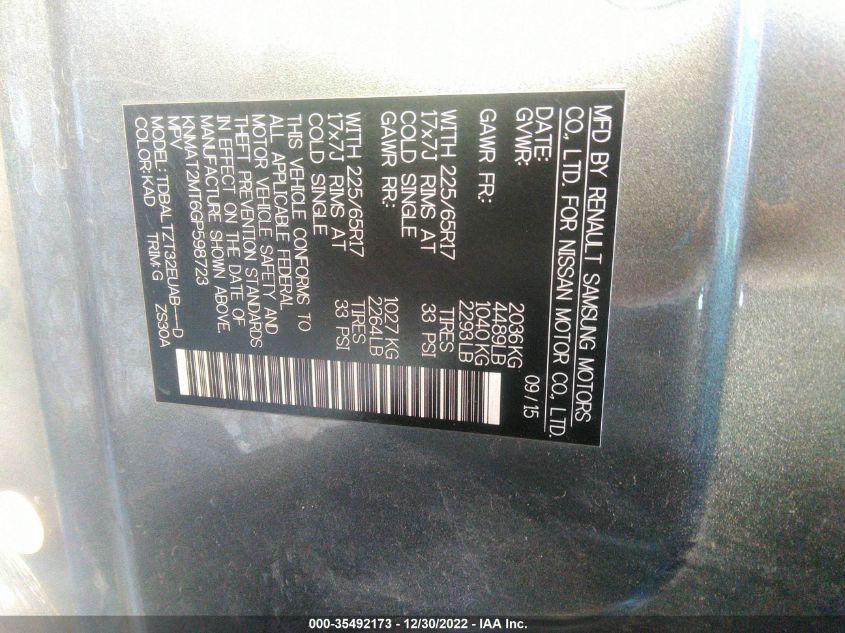 MFD BY RENAULT SAMSUNG MOTORS
CO., LTD. FOR NISSAN MOTOR CO., LTD.
DATE: 09/15
GVWR: 2036KG
4489LB
GAWR FR: 1040KG
2293LB
WITH 225/65R17 TIRES
17x7J RIMS AT 33 PSI
COLD SINGLE
GAWR RR: 1027KG
2264LB
WITH 225/65R17 TIRES
17x7J RIMS AT 33 PSI
COLD SINGLE
THIS VEHICLE CONFORMS TO
ALL APPLICABLE FEDERAL
MOTOR VEHICLE SAFETY AND
THEFT PREVENTION STANDARDS
IN EFFECT ON THE DATE OF
MANUFACTURE SHOWN ABOVE.
KNMAT2MT6GP598723
MPV
MODEL: TDBALTZT32EUAB---D
COLOR:KAD TRIM:G ZS30A
000-35492173 - 12/30/2022 - IAA Inc.